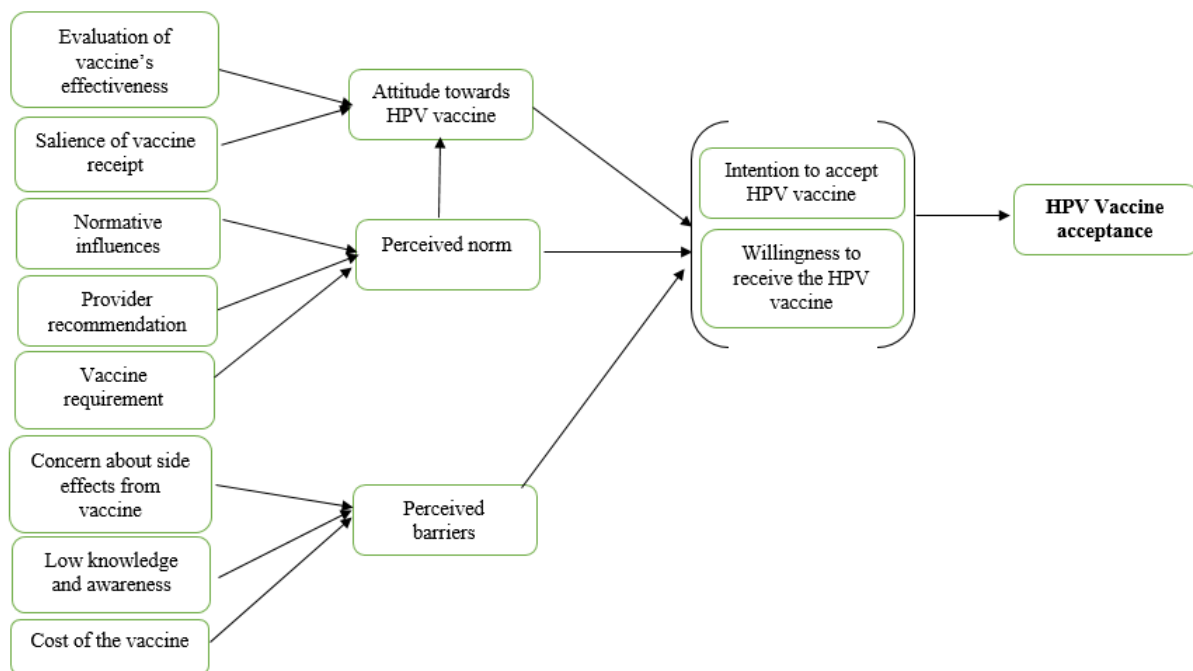 Evaluation of
vaccine’s
effectiveness
Salience of vaccine
receipt
Normative
influences
Provider
recommendation
Vaccine
requirement
Concern about side
effects from
vaccine
Low knowledge
and awareness
Cost of the vaccine
Attitude towards
HPV vaccine
Perceived norm
Perceived
barriers
Intention to accept
HPV vaccine
Willingness to
receive the HPV
vaccine
HPV Vaccine
acceptance